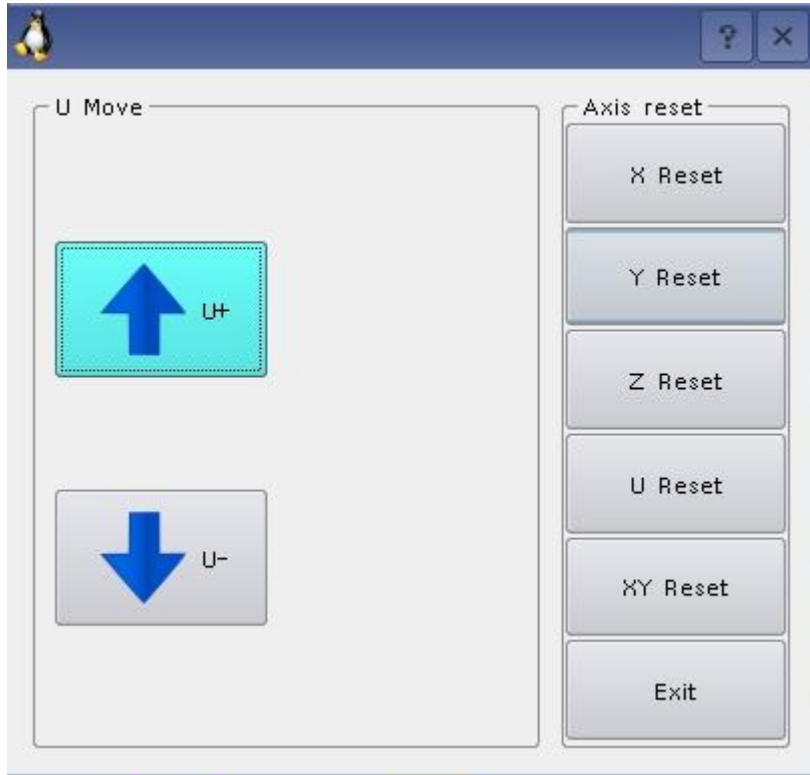 ?
U Move
U+
U-
Axis reset
X Reset
Y Reset
Z Reset
U Reset
XY Reset
Exit